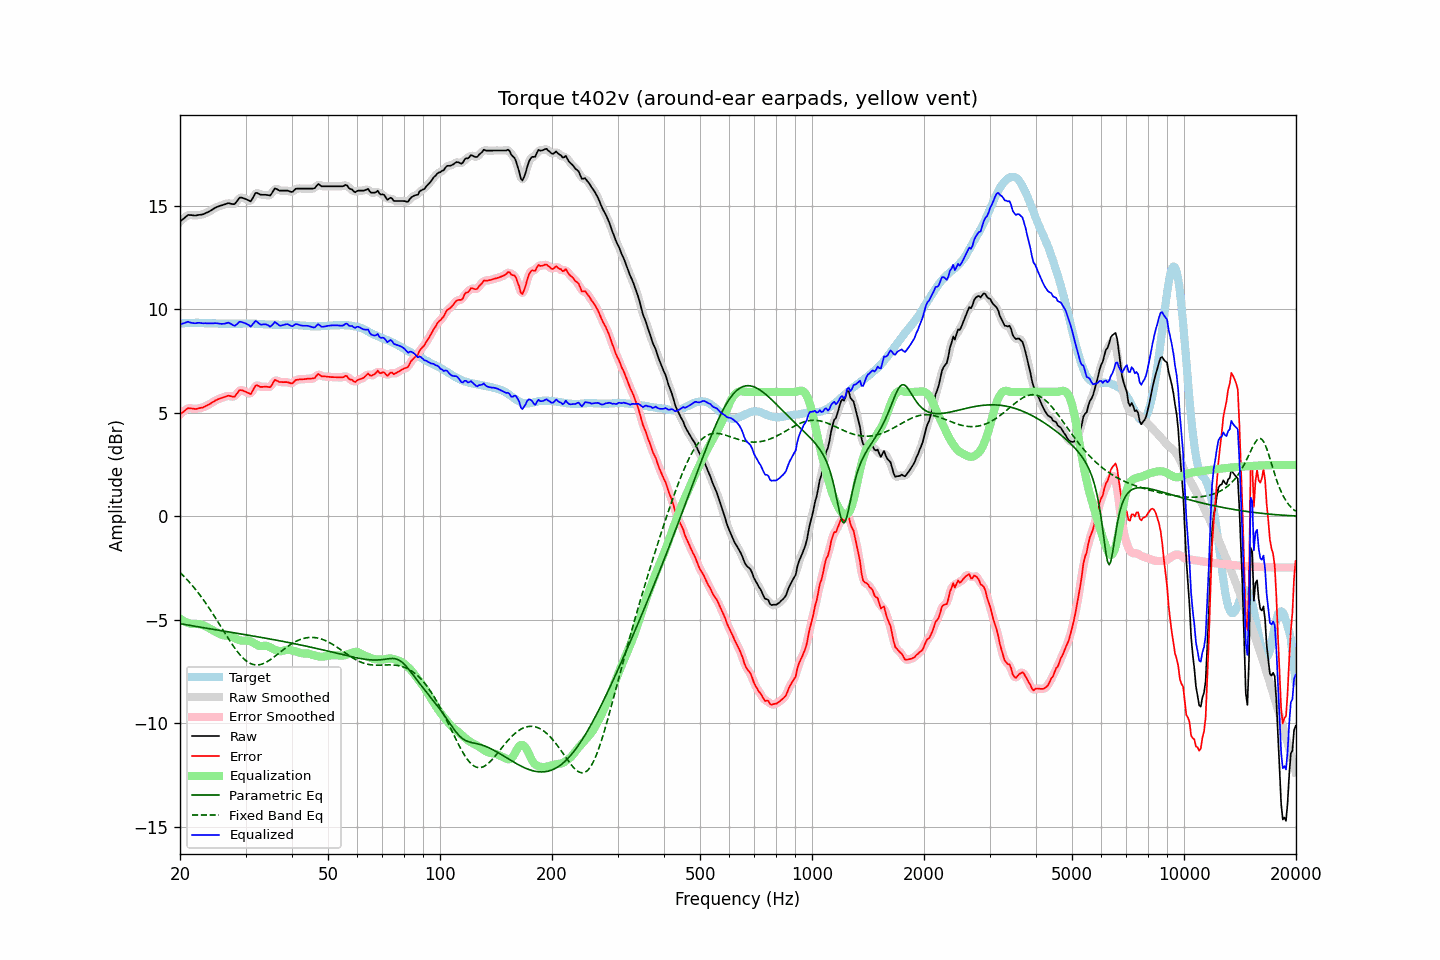 Torque t402v (around-ear earpads, yellow vent)
Amplitude (dBr)
15
10
5
0
−5
−10
−15
Target
Raw Smoothed
Error Smoothed
Raw
Error
Equalization
Parametric Eq
Fixed Band Eq
Equalized
20 50 100 200 500 1000 2000 5000 10000 20000
Frequency (Hz)